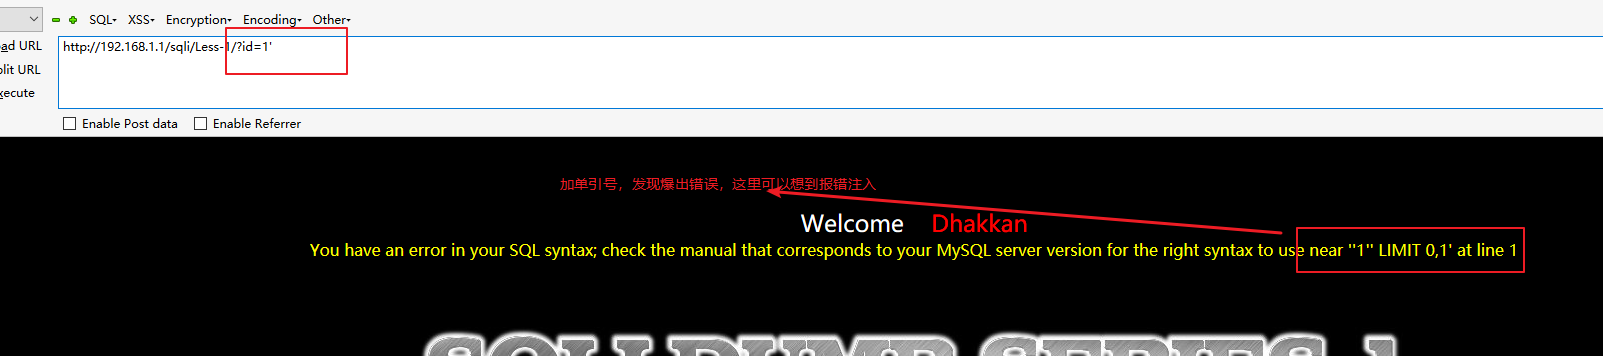 SQL▾ XSS▾ Encryption▾ Encoding▾ Other▾
ad URL
http://192.168.1.1/sqli/Less-1/?id=1'
plit URL
xecute
Enable Post data Enable Referrer
加单引号，发现爆出错误，这里可以想到报错注入
Welcome Dhakkan
You have an error in your SQL syntax; check the manual that corresponds to your MySQL server version for the right syntax to use near ''1'' LIMIT 0,1' at line 1